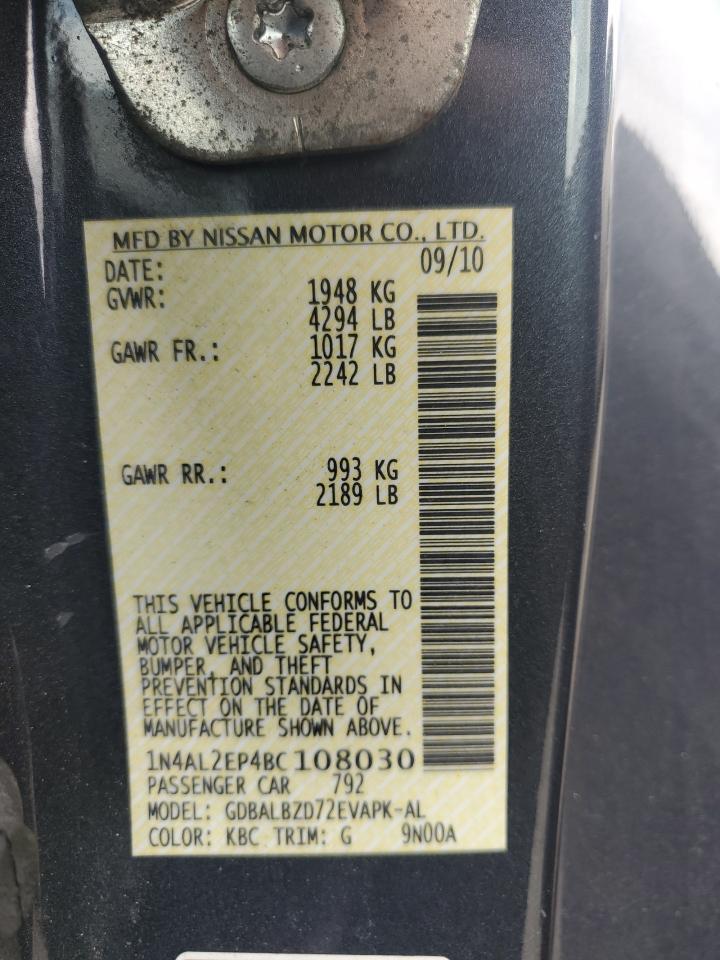 MFD BY NISSAN MOTOR CO., LTD.
DATE: 09/10
GVWR: 1948 KG
4294 LB
GAWR FR.: 1017 KG
2242 LB
GAWR RR.: 993 KG
2189 LB
THIS VEHICLE CONFORMS TO
ALL APPLICABLE FEDERAL
MOTOR VEHICLE SAFETY,
BUMPER, AND THEFT
PREVENTION STANDARDS IN
EFFECT ON THE DATE OF
MANUFACTURE SHOWN ABOVE.
1N4AL2EP4BC108030
PASSENGER CAR 792
MODEL: GDBALBZD72EVAPK-AL
COLOR: KBC TRIM: G 9N00A